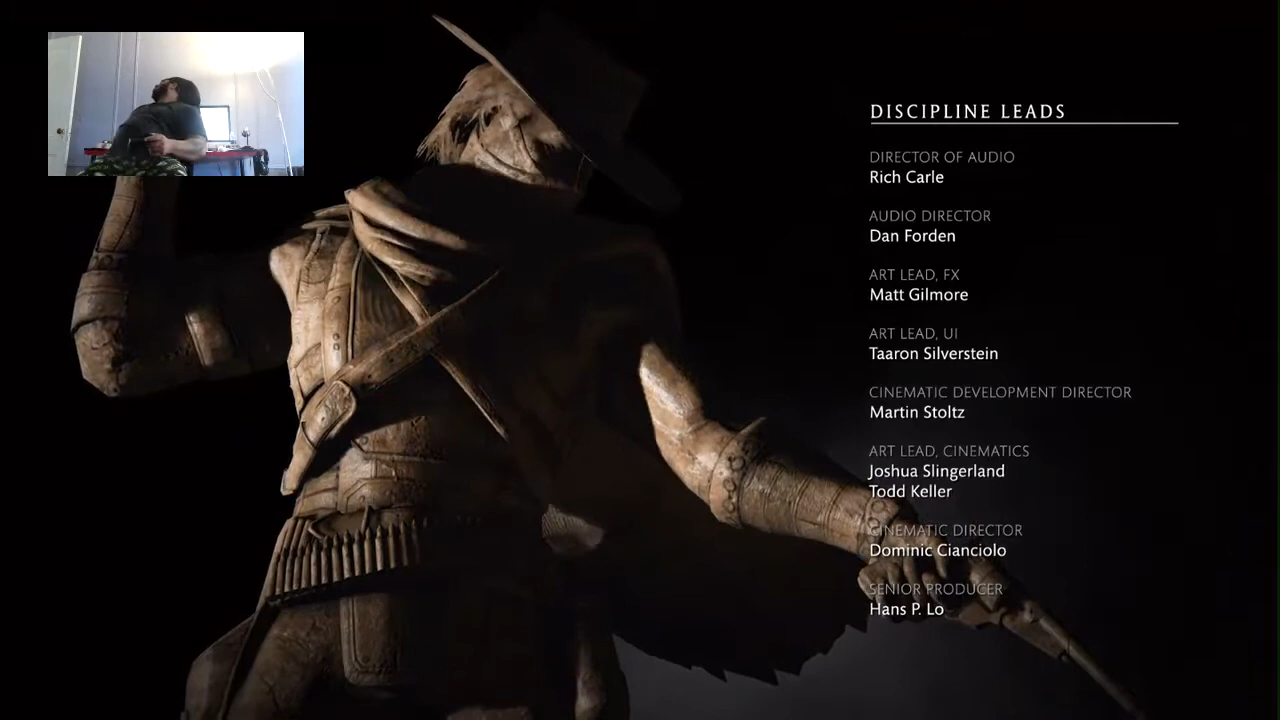 DISCIPLINE LEADS
DIRECTOR OF AUDIO
Rich Carle
AUDIO DIRECTOR
Dan Forden
ART LEAD, FX
Matt Gilmore
ART LEAD, UI
Taaron Silverstein
CINEMATIC DEVELOPMENT DIRECTOR
Martin Stoltz
ART LEAD, CINEMATICS
Joshua Slingerland
Todd Keller
CINEMATIC DIRECTOR
Dominic Cianciolo
SENIOR PRODUCER
Hans P. Lo